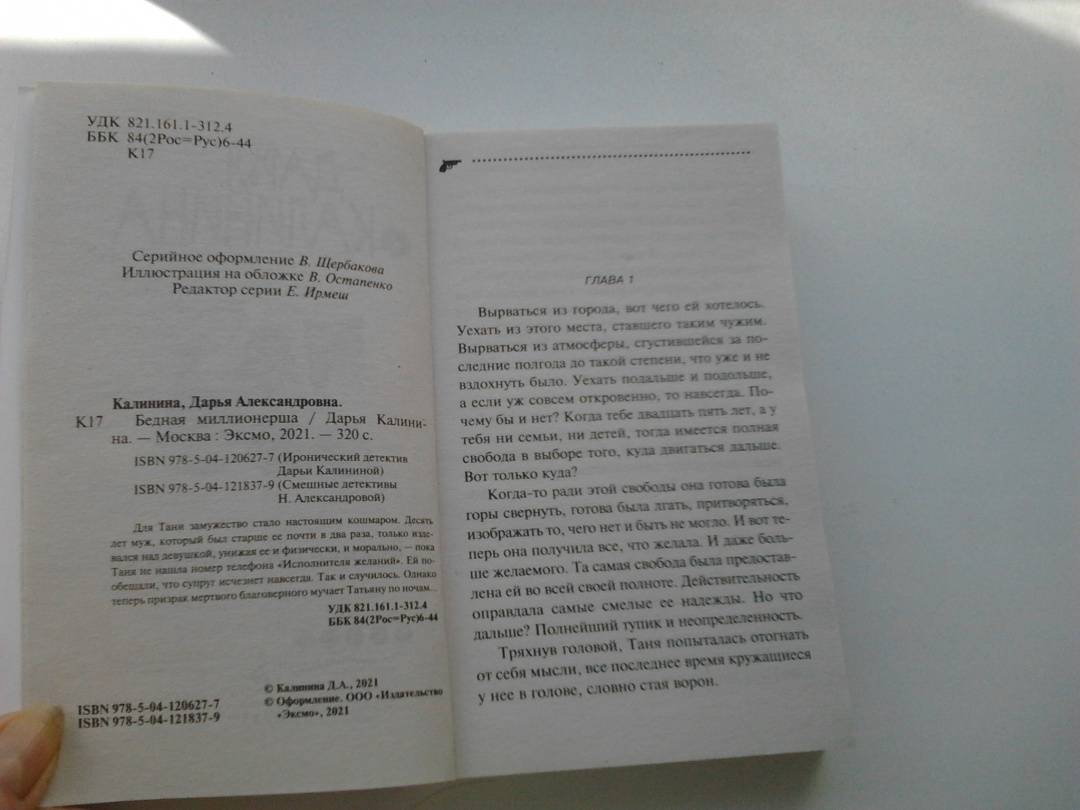 УДК 821.161.1-312.4
ББК 84(2Рос=Рус)6-44
К17
Серийное оформление В. Щербакова
Иллюстрация на обложке В. Остапенко
Редактор серии Е. Ирмеш
Калинина, Дарья Александровна.
К17 Бедная миллионерша / Дарья Калини-
на. — Москва : Эксмо, 2021. — 320 с.
ISBN 978-5-04-120627-7 (Иронический детектив
Дарьи Калининой)
ISBN 978-5-04-121837-9 (Смешные детективы
Н. Александровой)
Для Тани замужество стало настоящим кошмаром. Десять
лет муж, который был старше ее почти в два раза, только изде-
вался над девушкой, унижая ее и физически, и морально, — пока
Таня не нашла номер телефона «Исполнителя желаний». Ей по-
обещали, что супруг исчезнет навсегда. Так и случилось. Однако
теперь призрак мертвого благоверного мучает Татьяну по ночам...
УДК 821.161.1-312.4
ББК 84(2Рос=Рус)6-44
© Калинина Д.А., 2021
© Оформление. ООО «Издательство
«Эксмо», 2021
ISBN 978-5-04-120627-7
ISBN 978-5-04-121837-9
ГЛАВА 1
Вырваться из города, вот чего ей хотелось.
Уехать из этого места, ставшего таким чужим.
Вырваться из атмосферы, сгустившейся за по-
следние полгода до такой степени, что уже и не
вздохнуть было. Уехать подальше и подольше,
а если уж совсем откровенно, то навсегда. По-
чему бы и нет? Когда тебе двадцать пять лет, а у
тебя ни семьи, ни детей, тогда имеется полная
свобода в выборе того, куда двигаться дальше.
Вот только куда?
Когда-то ради этой свободы она готова была
горы свернуть, готова была лгать, притворяться,
изображать то, чего нет и быть не могло. И вот те-
перь она получила все, что желала. И даже боль-
ше желаемого. Та самая свобода была предостав-
лена ей во всей своей полноте. Действительность
оправдала самые смелые ее надежды. Но что
дальше? Полнейший тупик и неопределенность.
Тряхнув головой, Таня попыталась отогнать
от себя мысли, все последнее время кружащиеся
у нее в голове, словно стая ворон.